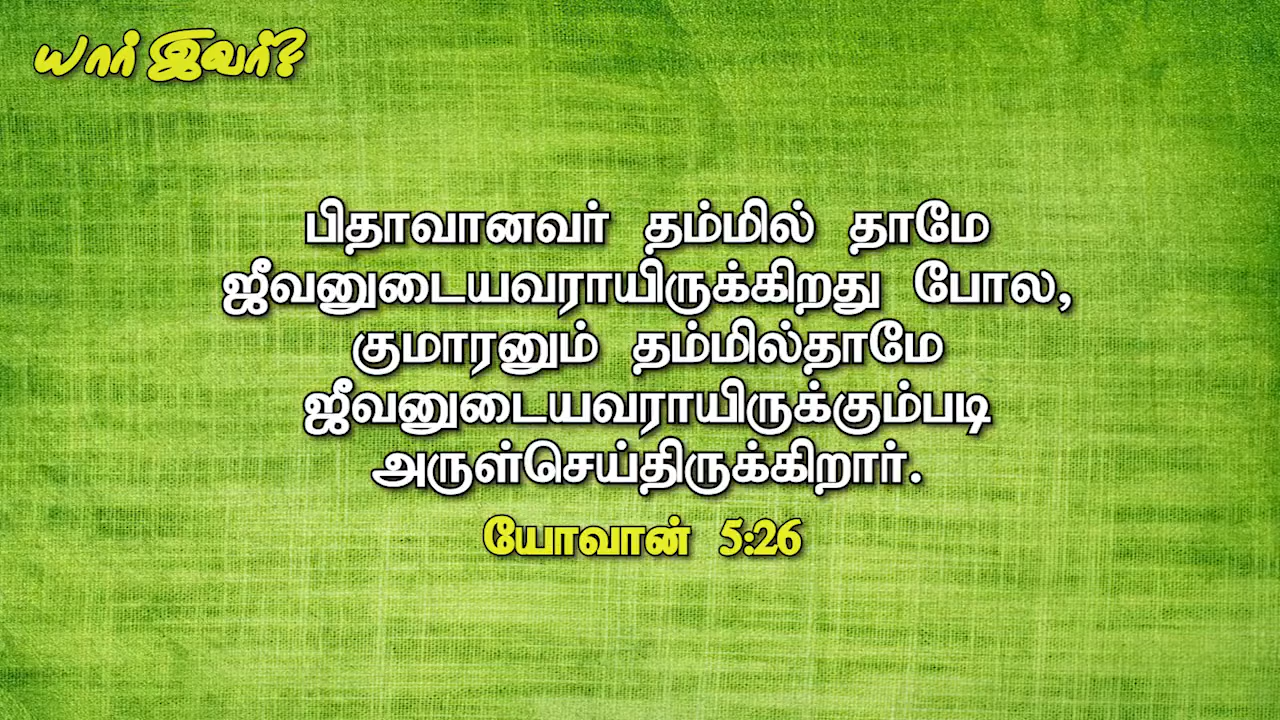 யார் இவர்?
பிதாவானவர் தம்மில் தாமே
ஜீவனுடையவராயிருக்கிறது போல,
குமாரனும் தம்மில்தாமே
ஜீவனுடையவராயிருக்கும்படி
அருள்செய்திருக்கிறார்.
யோவான் 5:26